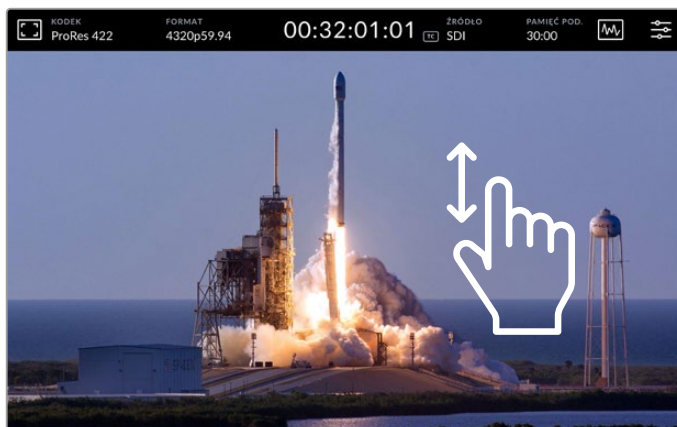 KODEK
ProRes 422
FORMAT
4320p59.94
00:32:01:01
TC
ŹRÓDŁO
SDI
PAMIĘĆ POD.
30:00